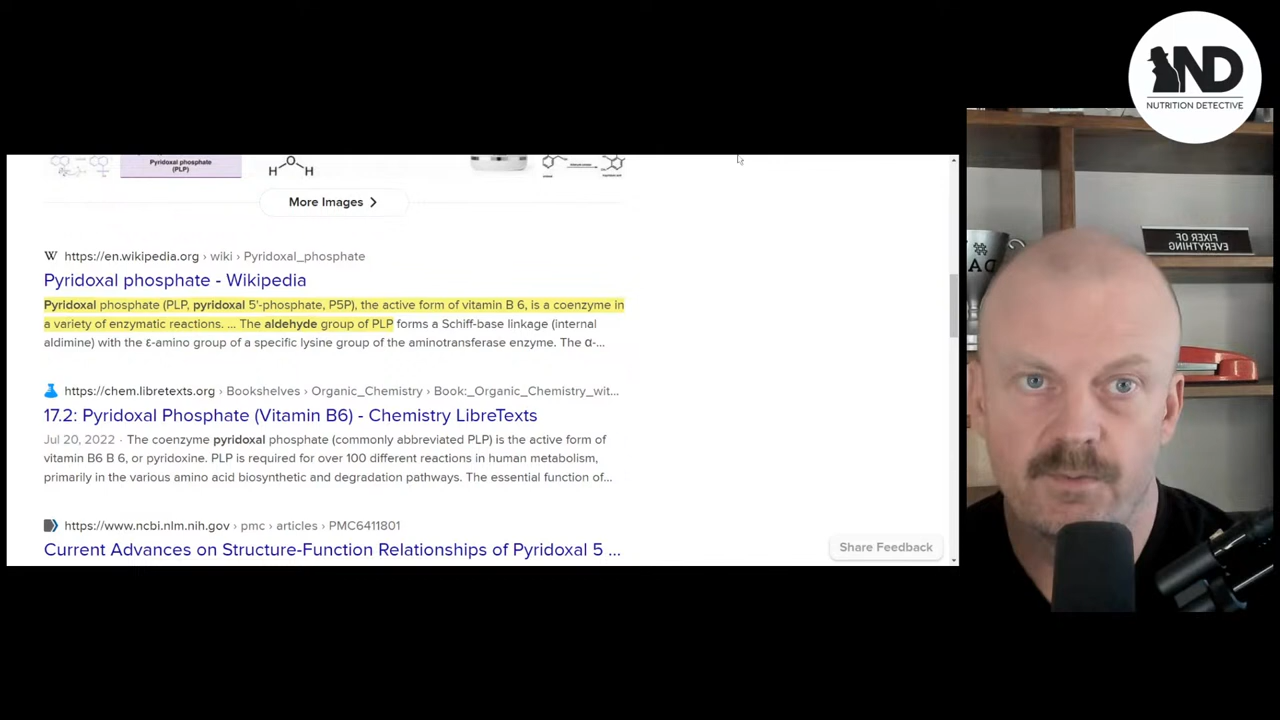 ND
NUTRITION DETECTIVE
Pyridoxal phosphate
(PLP)
H
O
H
More Images
W https://en.wikipedia.org › wiki › Pyridoxal_phosphate
Pyridoxal phosphate - Wikipedia
Pyridoxal phosphate (PLP, pyridoxal 5'-phosphate, P5P), the active form of vitamin B 6, is a coenzyme in
a variety of enzymatic reactions. ... The aldehyde group of PLP forms a Schiff-base linkage (internal
aldimine) with the ε-amino group of a specific lysine group of the aminotransferase enzyme. The α-...
https://chem.libretexts.org › Bookshelves › Organic_Chemistry › Book:_Organic_Chemistry_wit...
17.2: Pyridoxal Phosphate (Vitamin B6) - Chemistry LibreTexts
Jul 20, 2022 · The coenzyme pyridoxal phosphate (commonly abbreviated PLP) is the active form of
vitamin B6 B 6, or pyridoxine. PLP is required for over 100 different reactions in human metabolism,
primarily in the various amino acid biosynthetic and degradation pathways. The essential function of...
https://www.ncbi.nlm.nih.gov › pmc › articles › PMC6411801
Current Advances on Structure-Function Relationships of Pyridoxal 5 ...
Share Feedback
FIXER OF
EVERYTHING
DA